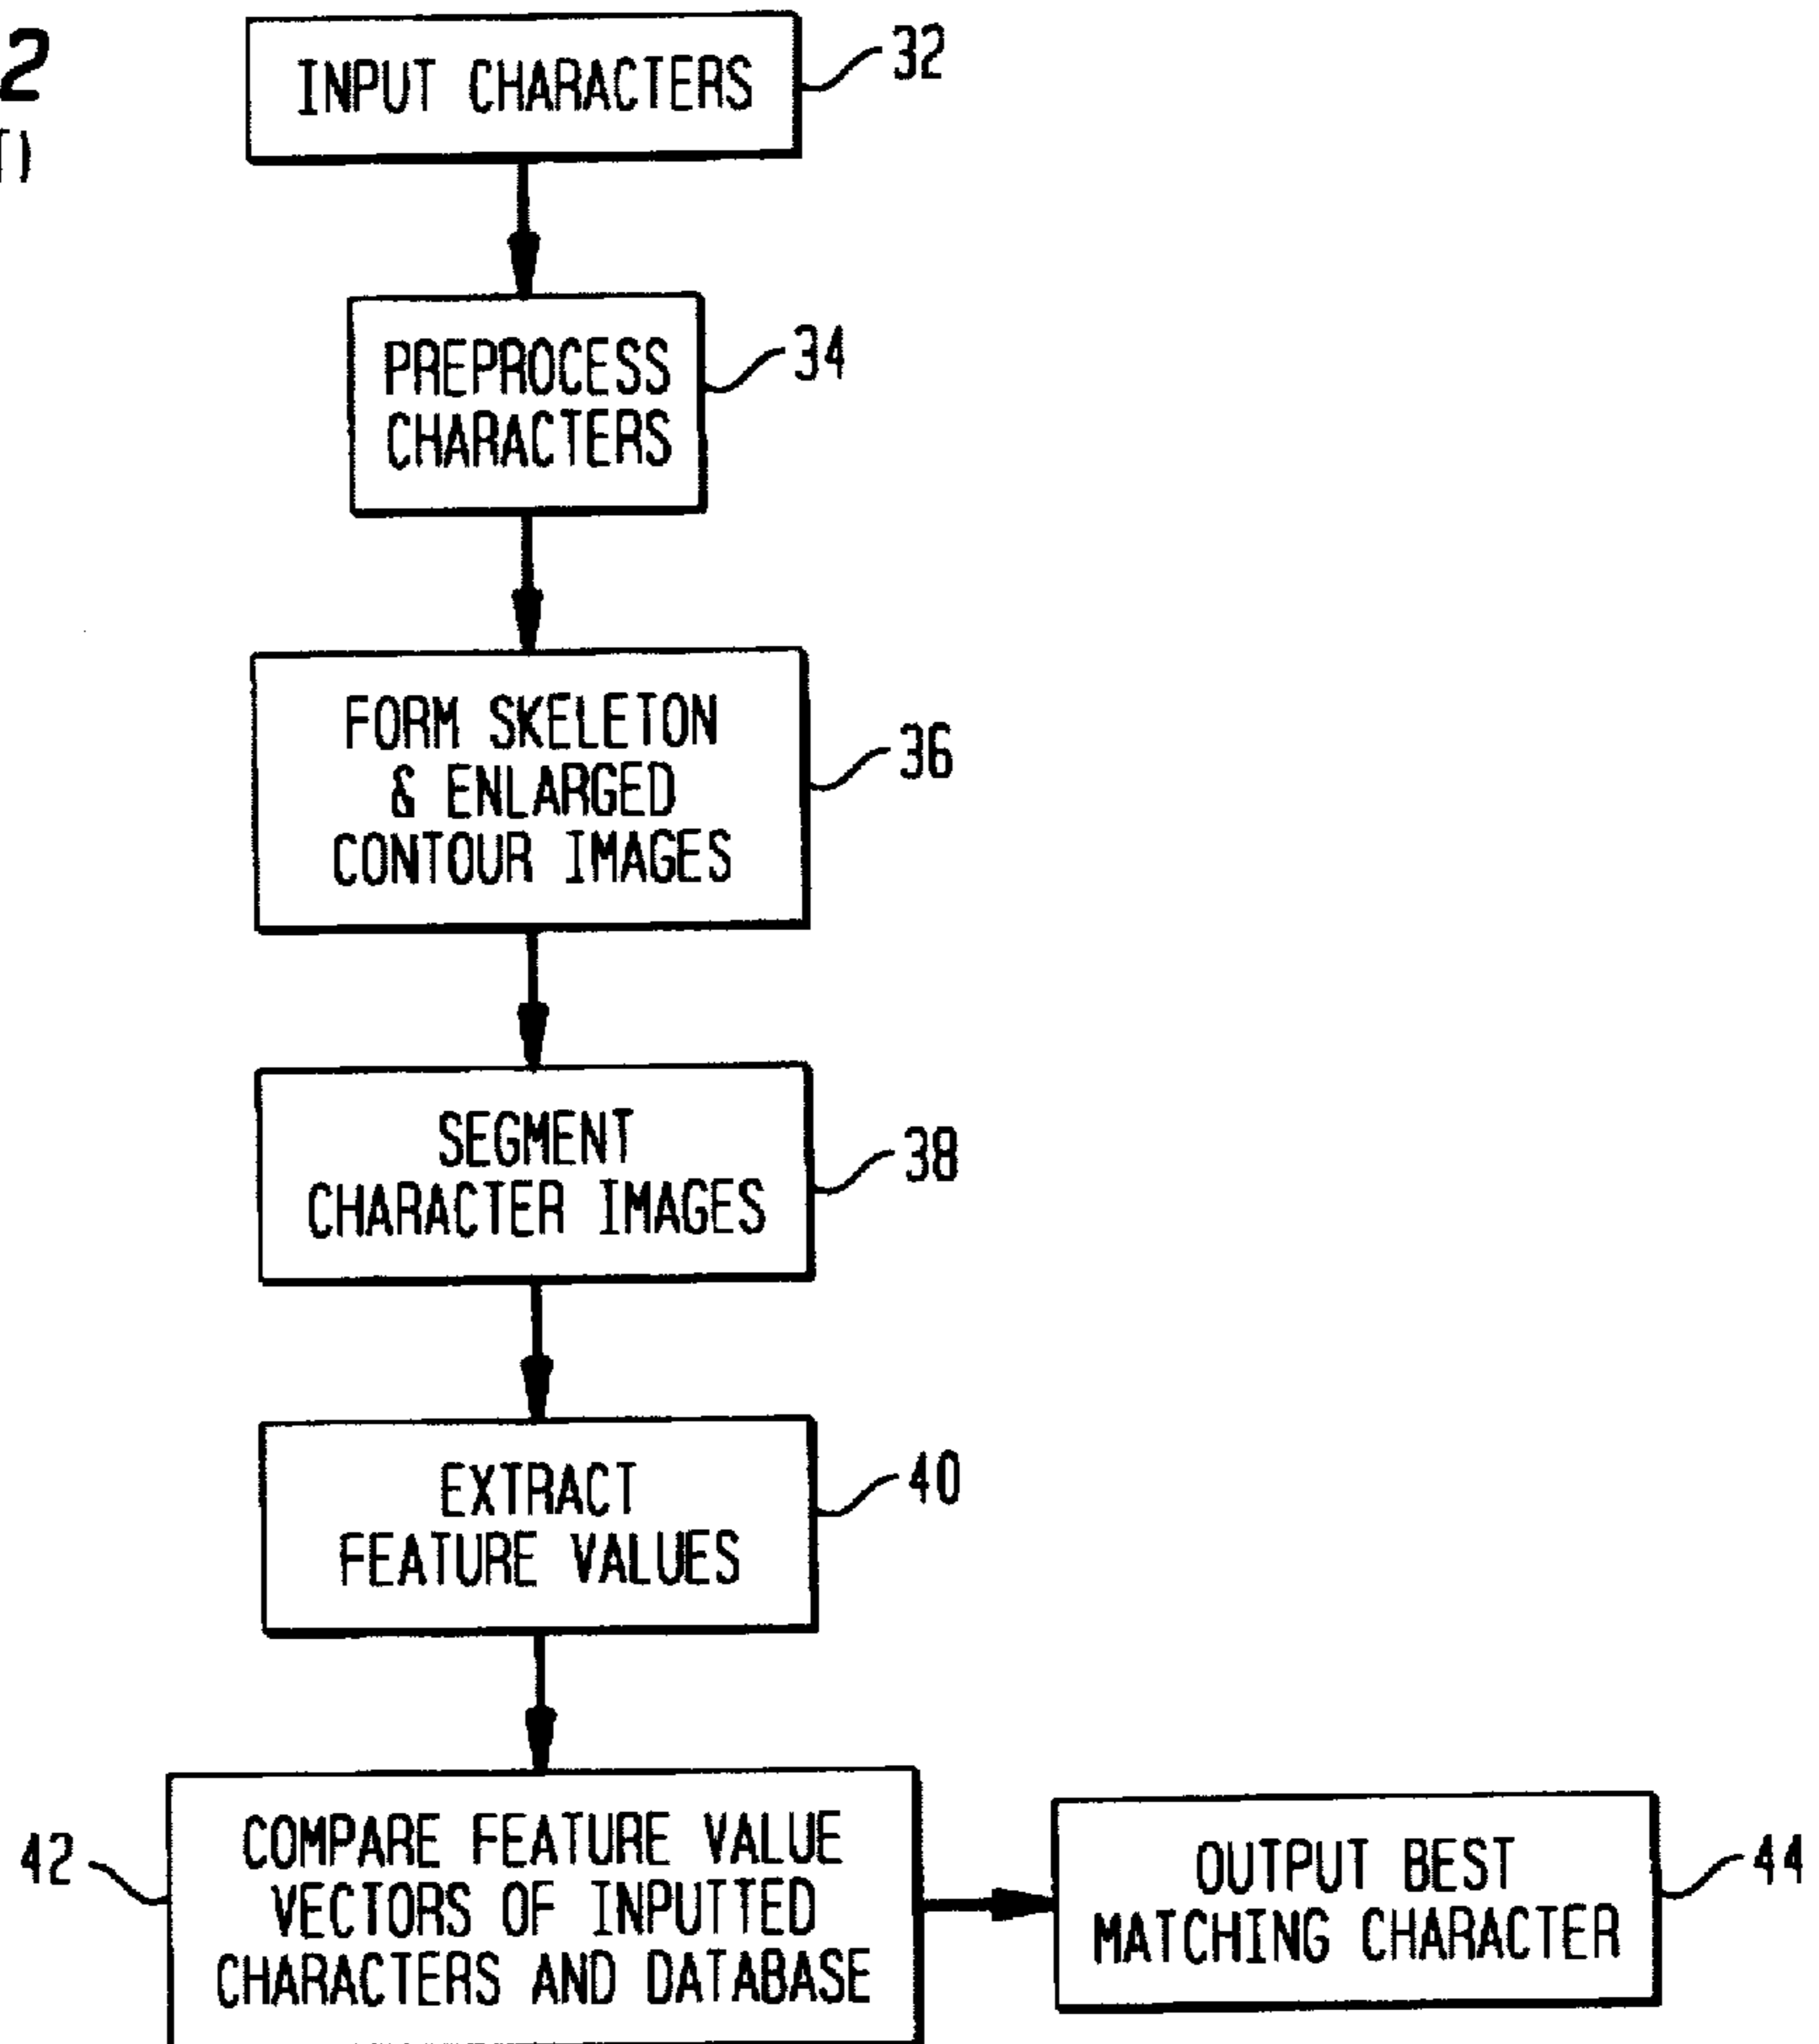 2
INPUT CHARACTERS
32
PREPROCESS
CHARACTERS
34
FORM SKELETON
& ENLARGED
CONTOUR IMAGES
36
SEGMENT
CHARACTER IMAGES
38
EXTRACT
FEATURE VALUES
40
42
COMPARE FEATURE VALUE
VECTORS OF INPUTTED
CHARACTERS AND DATABASE
OUTPUT BEST
MATCHING CHARACTER
44